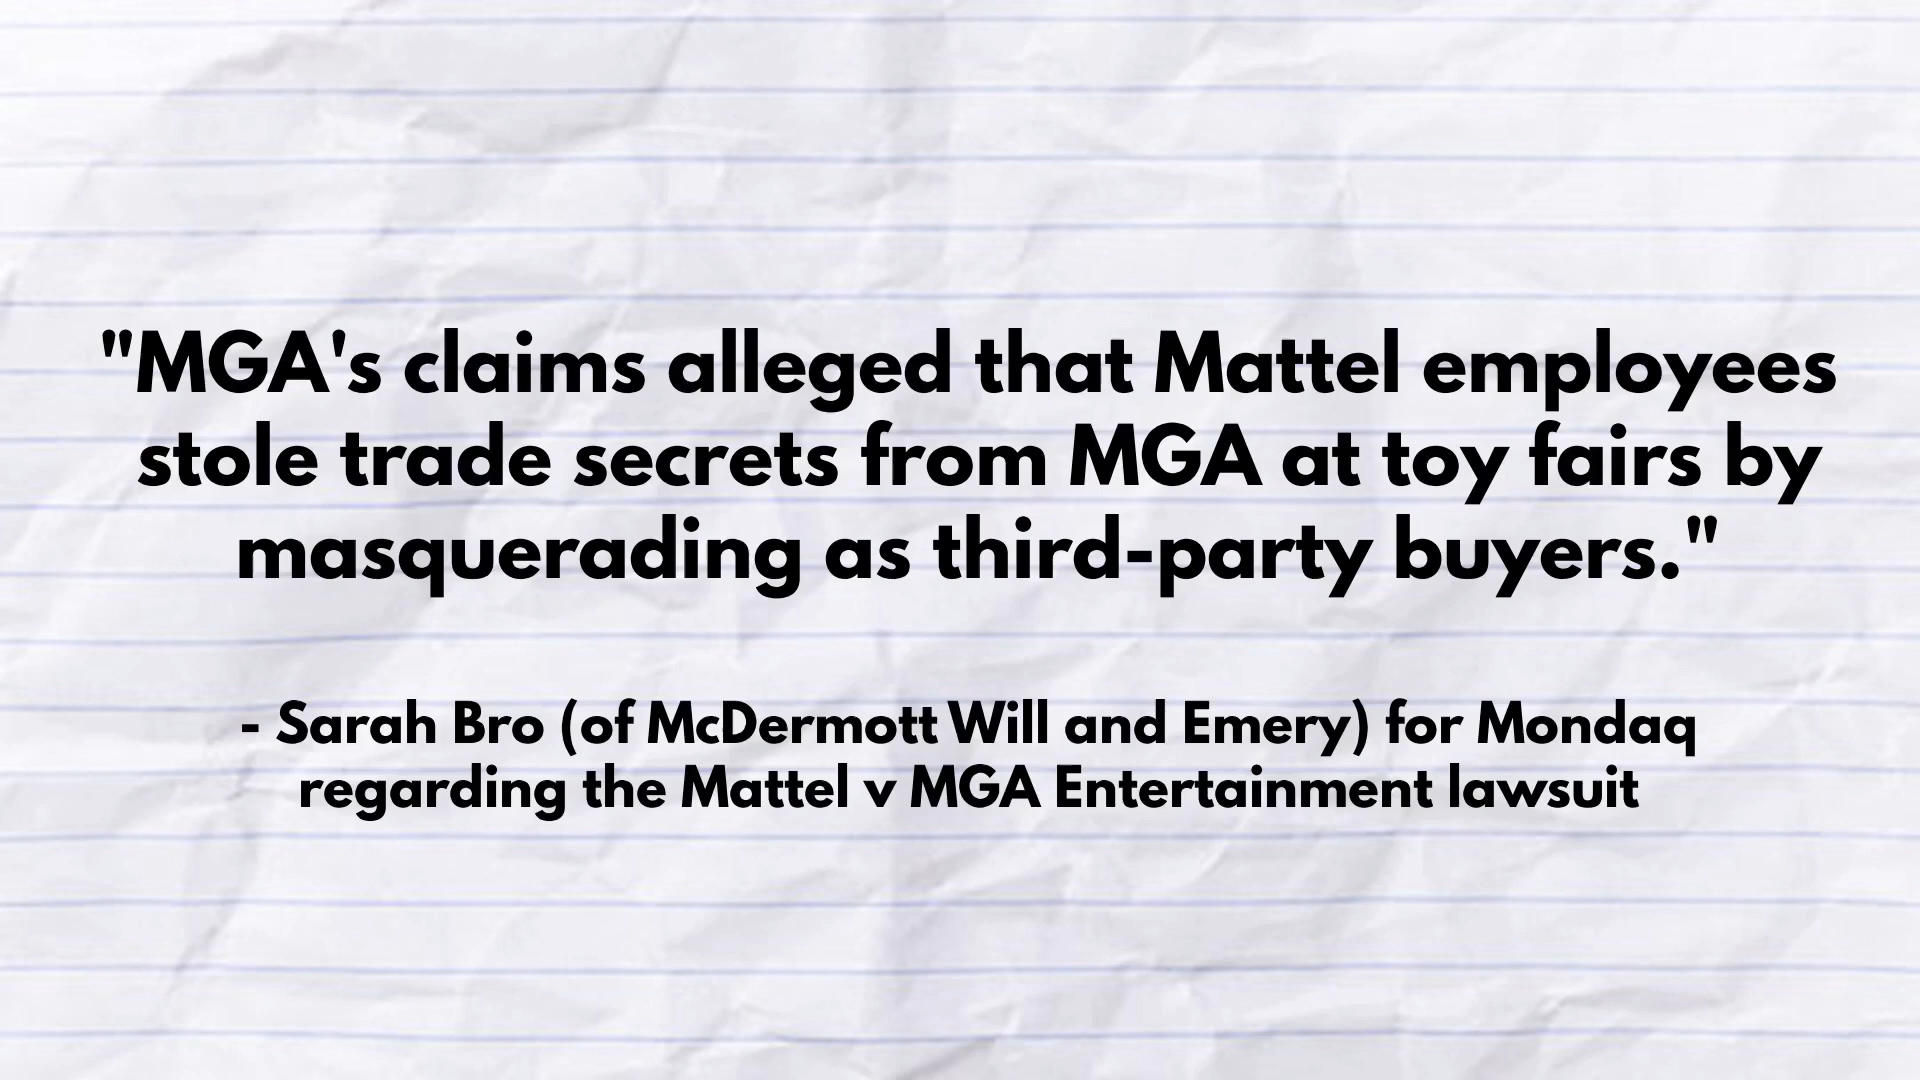 "MGA's claims alleged that Mattel employees
stole trade secrets from MGA at toy fairs by
masquerading as third-party buyers."
- Sarah Bro (of McDermott Will and Emery) for Mondaq
regarding the Mattel v MGA Entertainment lawsuit